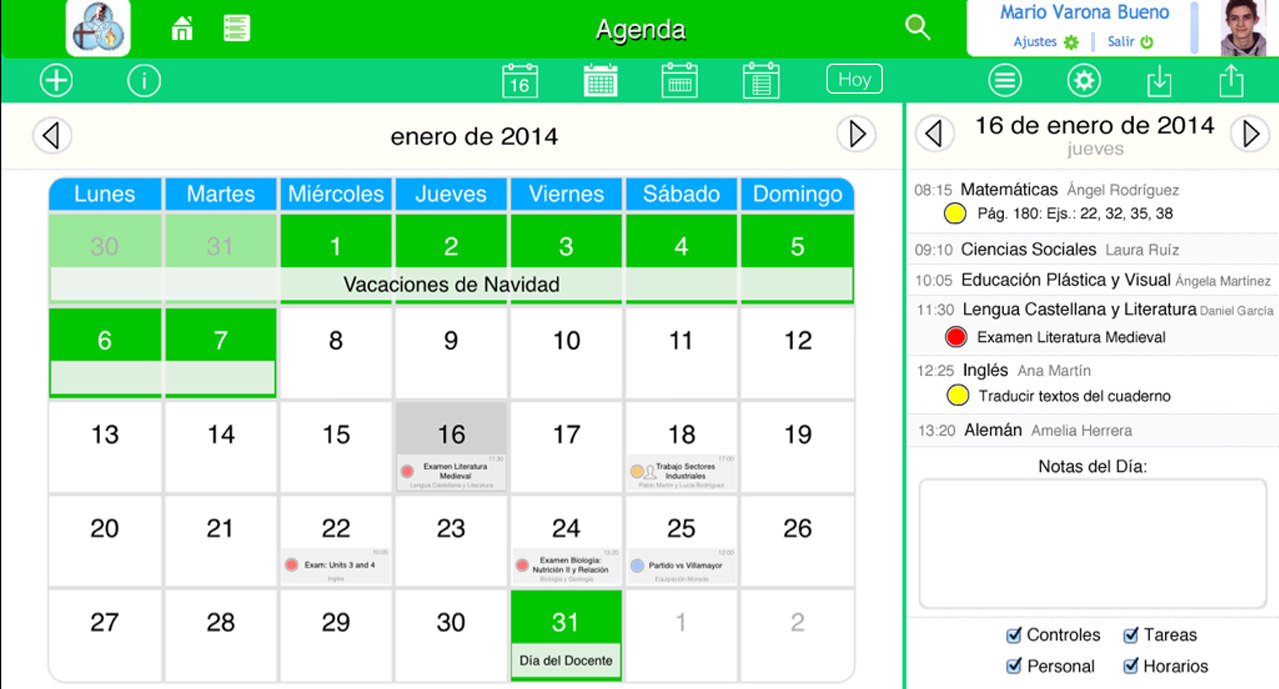 Agenda
Mario Varona Bueno
Ajustes Salir
16 Hoy
enero de 2014
Lunes Martes Miércoles Jueves Viernes Sábado Domingo
30 31 1 2 3 4 5
Vacaciones de Navidad
6 7 8 9 10 11 12
13 14 15 16 17 18 19
11:30
Examen Literatura
Medieval
Lengua Castellana y Literatura
17:00
Trabajo Sectores
Industriales
Pablo Martín y Lucía Rodríguez
20 21 22 23 24 25 26
10:05
Exam: Units 3 and 4
Inglés
13:20
Examen Biología:
Nutrición II y Relación
Biología y Geología
12:00
Partido vs Villamayor
Equipación Morada
27 28 29 30 31 1 2
Día del Docente
16 de enero de 2014
jueves
08:15 Matemáticas Ángel Rodríguez
Pág. 180: Ejs.: 22, 32, 35, 38
09:10 Ciencias Sociales Laura Ruíz
10:05 Educación Plástica y Visual Ángela Martinez
11:30 Lengua Castellana y Literatura Daniel García
Examen Literatura Medieval
12:25 Inglés Ana Martín
Traducir textos del cuaderno
13:20 Alemán Amelia Herrera
Notas del Día:
Controles Tareas
Personal Horarios